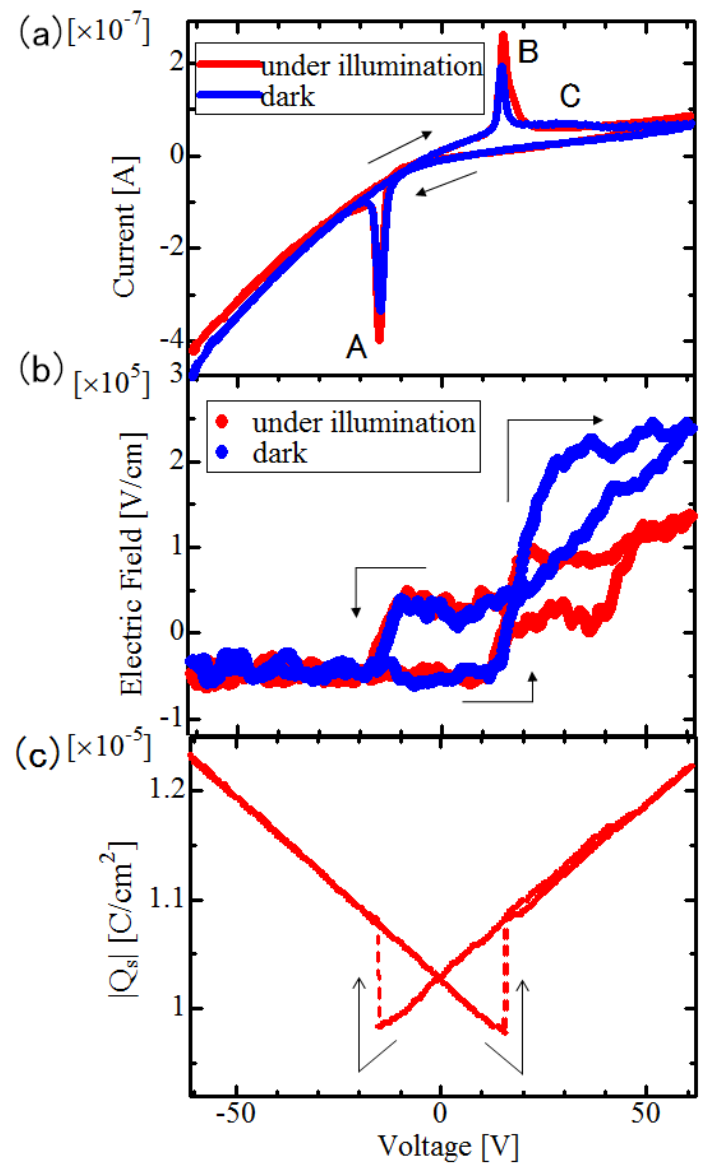 (a) [×10⁻⁷]
under illumination
dark
B
C
A
2
0
-2
-4
Current [A]
(b) [×10⁵]
under illumination
dark
3
2
1
0
-1
Electric Field [V/cm]
(c) [×10⁻⁵]
1.2
1.1
1
|Qₛ| [C/cm²]
-50 0 50
Voltage [V]